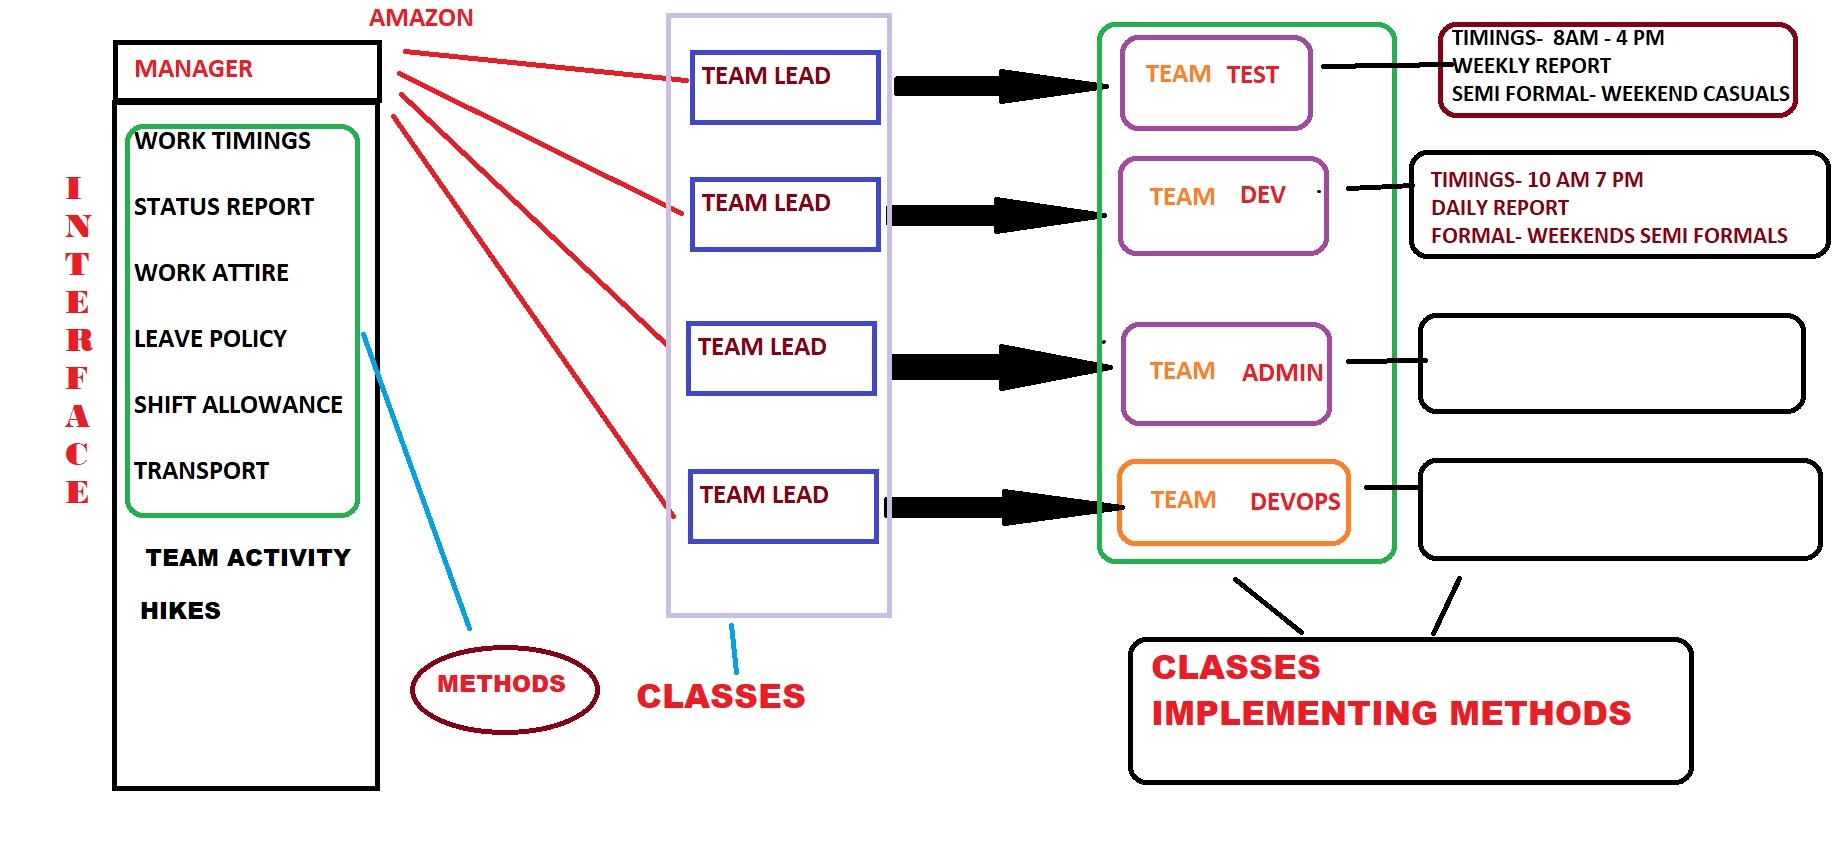 AMAZON
MANAGER
INTERFACE
WORK TIMINGS
STATUS REPORT
WORK ATTIRE
LEAVE POLICY
SHIFT ALLOWANCE
TRANSPORT
TEAM ACTIVITY
HIKES
METHODS
TEAM LEAD
TEAM LEAD
TEAM LEAD
TEAM LEAD
CLASSES
TEAM TEST
TEAM DEV
TEAM ADMIN
TEAM DEVOPS
TIMINGS- 8AM - 4 PM
WEEKLY REPORT
SEMI FORMAL- WEEKEND CASUALS
TIMINGS- 10 AM 7 PM
DAILY REPORT
FORMAL- WEEKENDS SEMI FORMALS
CLASSES
IMPLEMENTING METHODS